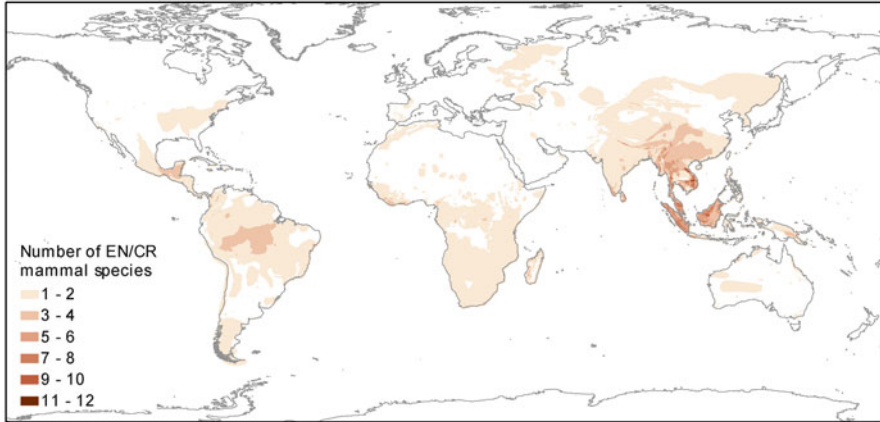 Number of EN/CR
mammal species
1 - 2
3 - 4
5 - 6
7 - 8
9 - 10
11 - 12